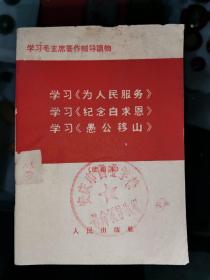 学习毛主席著作辅导读物
学习《为人民服务》
学习《纪念白求恩》
学习《愚公移山》
人民出版社